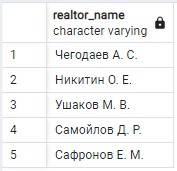 realtor_name
character varying
1 Чегодаев А. С.
2 Никитин О. Е.
3 Ушаков М. В.
4 Самойлов Д. Р.
5 Сафронов Е. М.